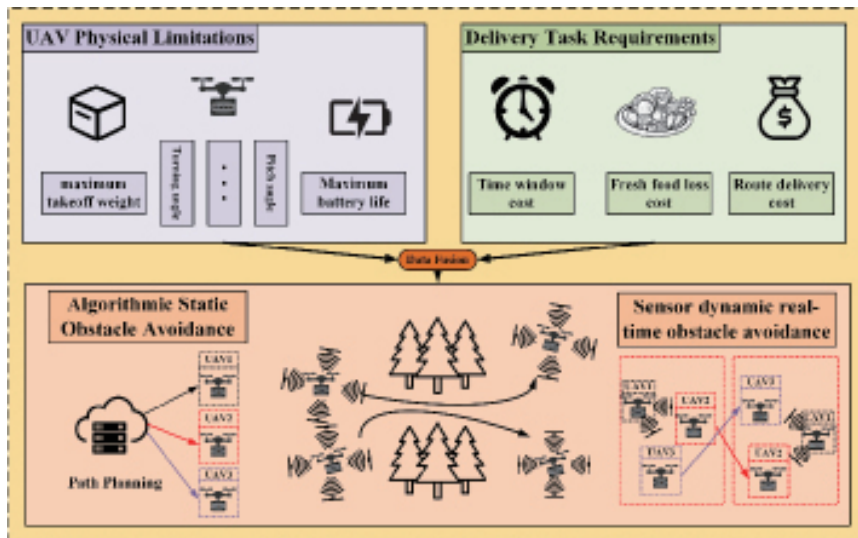 UAV Physical Limitations
Delivery Task Requirements
$
Turning angle
Pitch angle
maximum
takeoff weight
Maximum
battery life
Time window
cost
Fresh food loss
cost
Route delivery
cost
Data Fusion
Algorithmic Static
Obstacle Avoidance
Sensor dynamic real-
time obstacle avoidance
UAV1
UAV2
UAV3
Path Planning
UAV1
UAV2
UAV3
UAV3
UAV2
UAV1